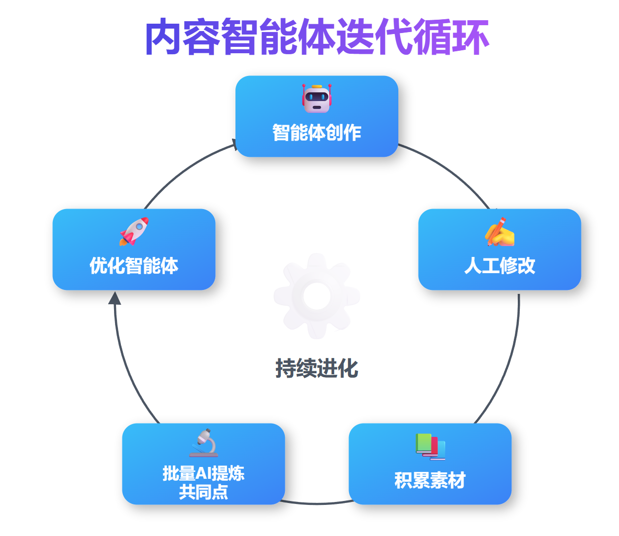 内容智能体迭代循环
智能体创作
优化智能体
人工修改
持续进化
批量AI提炼
共同点
积累素材